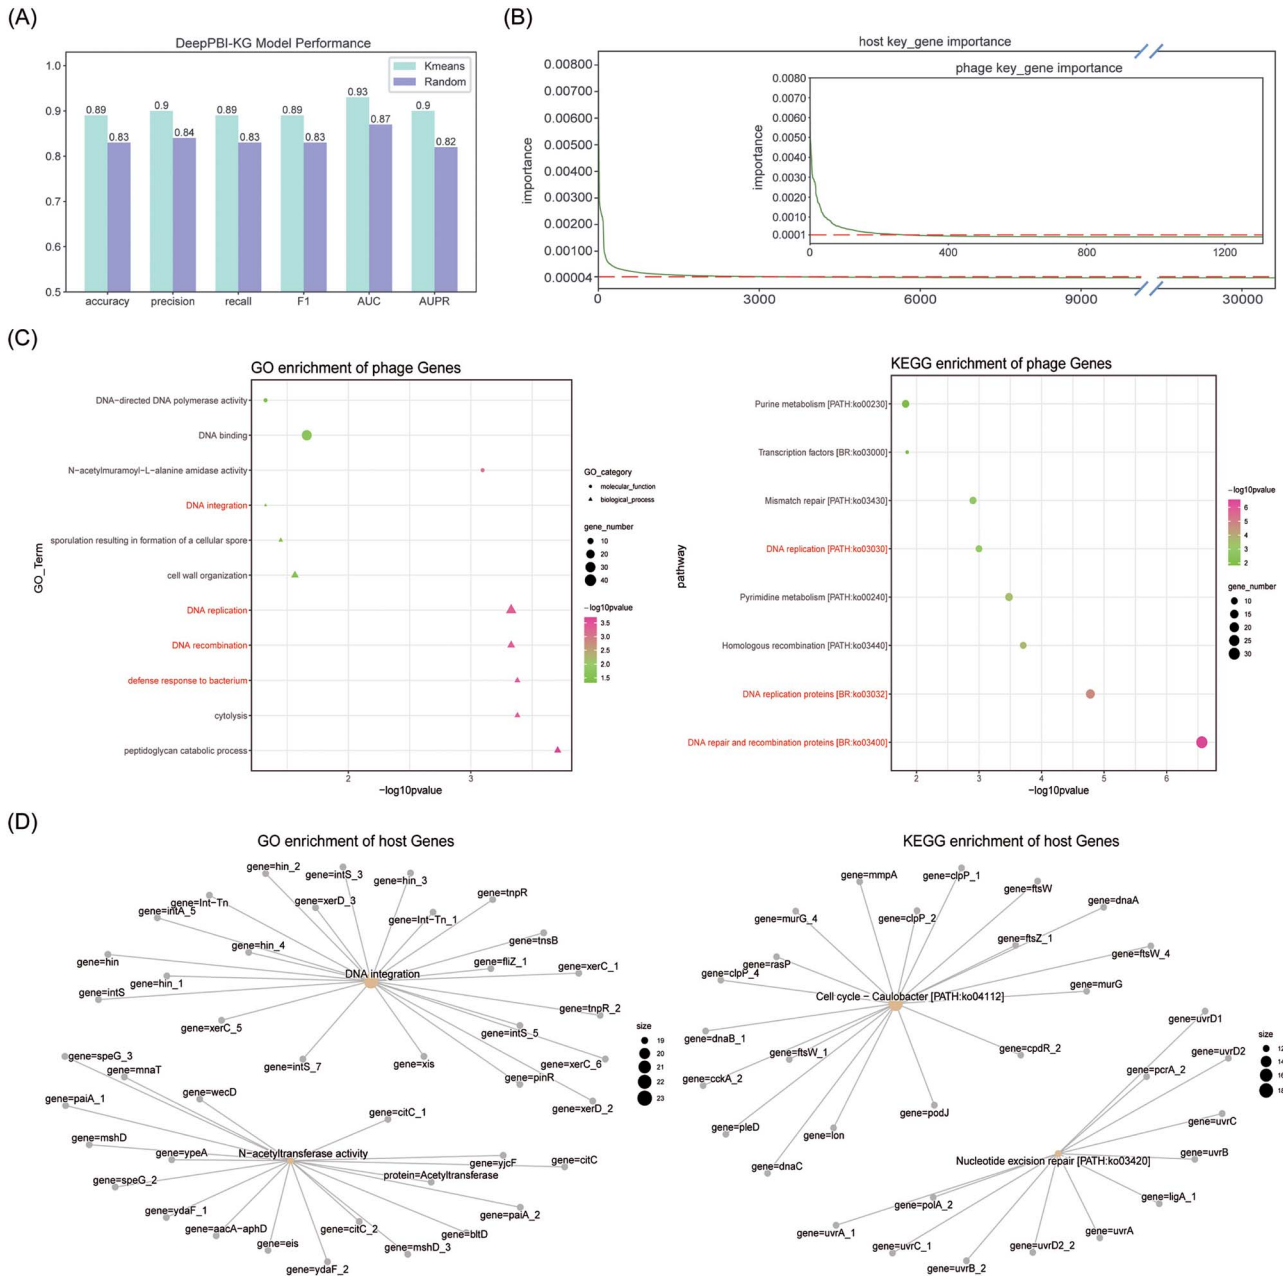 (A)
DeepPBI-KG Model Performance
1.0
0.9
0.8
0.7
0.6
0.5
Kmeans
Random
0.89
0.83
0.9
0.84
0.89
0.83
0.89
0.83
0.93
0.87
0.9
0.82
accuracy
precision
recall
F1
AUC
AUPR
(B)
host key_gene importance
importance
0.00800
0.00700
0.00600
0.00500
0.00400
0.00300
0.00200
0.00100
0.00004
0
3000
6000
9000
30000
phage key_gene importance
importance
0.0080
0.0070
0.0060
0.0050
0.0040
0.0030
0.0020
0.0010
0.0001
0
400
800
1200
(C)
GO enrichment of phage Genes
GO_Term
DNA-directed DNA polymerase activity
DNA binding
N-acetylmuramoyl-L-alanine amidase activity
DNA integration
sporulation resulting in formation of a cellular spore
cell wall organization
DNA replication
DNA recombination
defense response to bacterium
cytolysis
peptidoglycan catabolic process
2
3
-log10pvalue
GO_category
molecular_function
biological_process
gene_number
10
20
30
40
-log10pvalue
3.5
3.0
2.5
2.0
1.5
KEGG enrichment of phage Genes
pathway
Purine metabolism [PATH:ko00230]
Transcription factors [BR:ko03000]
Mismatch repair [PATH:ko03430]
DNA replication [PATH:ko03030]
Pyrimidine metabolism [PATH:ko00240]
Homologous recombination [PATH:ko03440]
DNA replication proteins [BR:ko03032]
DNA repair and recombination proteins [BR:ko03400]
2
3
4
5
6
-log10pvalue
-log10pvalue
6
5
4
3
2
gene_number
10
15
20
25
30
(D)
GO enrichment of host Genes
gene=hin_2
gene=intS_3
gene=hin_3
gene=Int-Tn
gene=xerD_3
gene=tnpR
gene=intA_5
gene=Int-Tn_1
gene=hin_4
gene=tnsB
gene=hin
gene=fliZ_1
gene=xerC_1
DNA integration
gene=hin_1
gene=intS
gene=tnpR_2
gene=xerC_5
gene=intS_5
gene=intS_7
gene=xis
gene=xerC_6
gene=pinR
gene=xerD_2
gene=speG_3
gene=mnaT
gene=wecD
gene=paiA_1
gene=citC_1
gene=mshD
gene=ypeA
N-acetyltransferase activity
gene=yjcF
gene=citC
protein=Acetyltransferase
gene=speG_2
gene=ydaF_1
gene=paiA_2
gene=aacA-aphD
gene=citC_2
gene=bltD
gene=eis
gene=mshD_3
gene=ydaF_2
size
19
20
21
22
23
KEGG enrichment of host Genes
gene=mmpA
gene=clpP_1
gene=ftsW
gene=dnaA
gene=murG_4
gene=clpP_2
gene=ftsZ_1
gene=ftsW_4
gene=rasP
gene=clpP_4
gene=murG
Cell cycle - Caulobacter [PATH:ko04112]
gene=dnaB_1
gene=ftsW_1
gene=cpdR_2
gene=cckA_2
gene=podJ
gene=pleD
gene=lon
gene=dnaC
gene=uvrD1
gene=uvrD2
gene=pcrA_2
gene=uvrC
gene=uvrB
Nucleotide excision repair [PATH:ko03420]
gene=ligA_1
gene=polA_2
gene=uvrA_1
gene=uvrA
gene=uvrC_1
gene=uvrD2_2
gene=uvrB_2
size
12
14
16
18